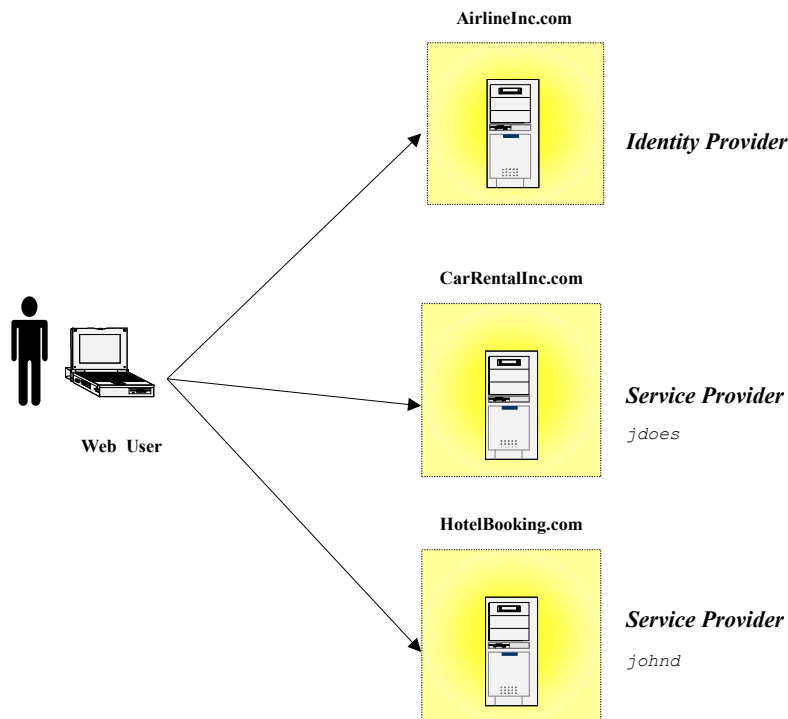 AirlineInc.com
Identity Provider
CarRentalInc.com
Service Provider
jdoes
Web User
HotelBooking.com
Service Provider
johnd